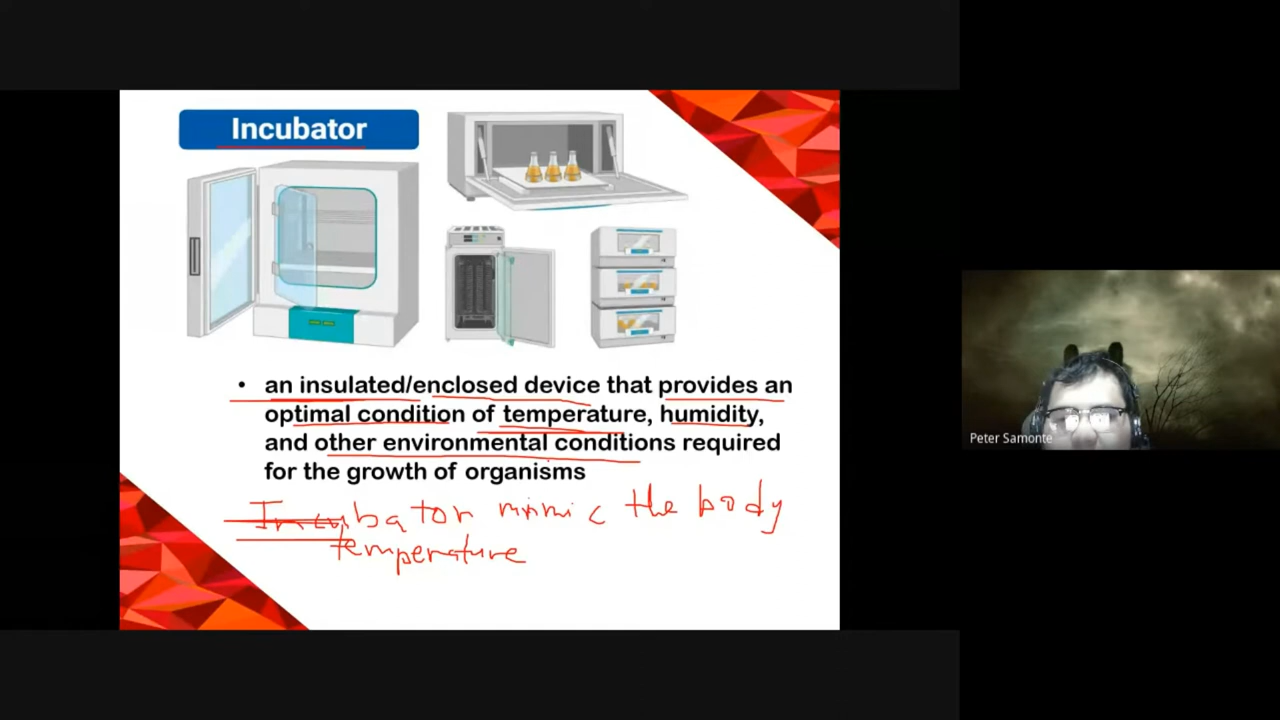 Incubator
• an insulated/enclosed device that provides an
optimal condition of temperature, humidity,
and other environmental conditions required
for the growth of organisms
Incubator mimic the body
temperature
Peter Samonte